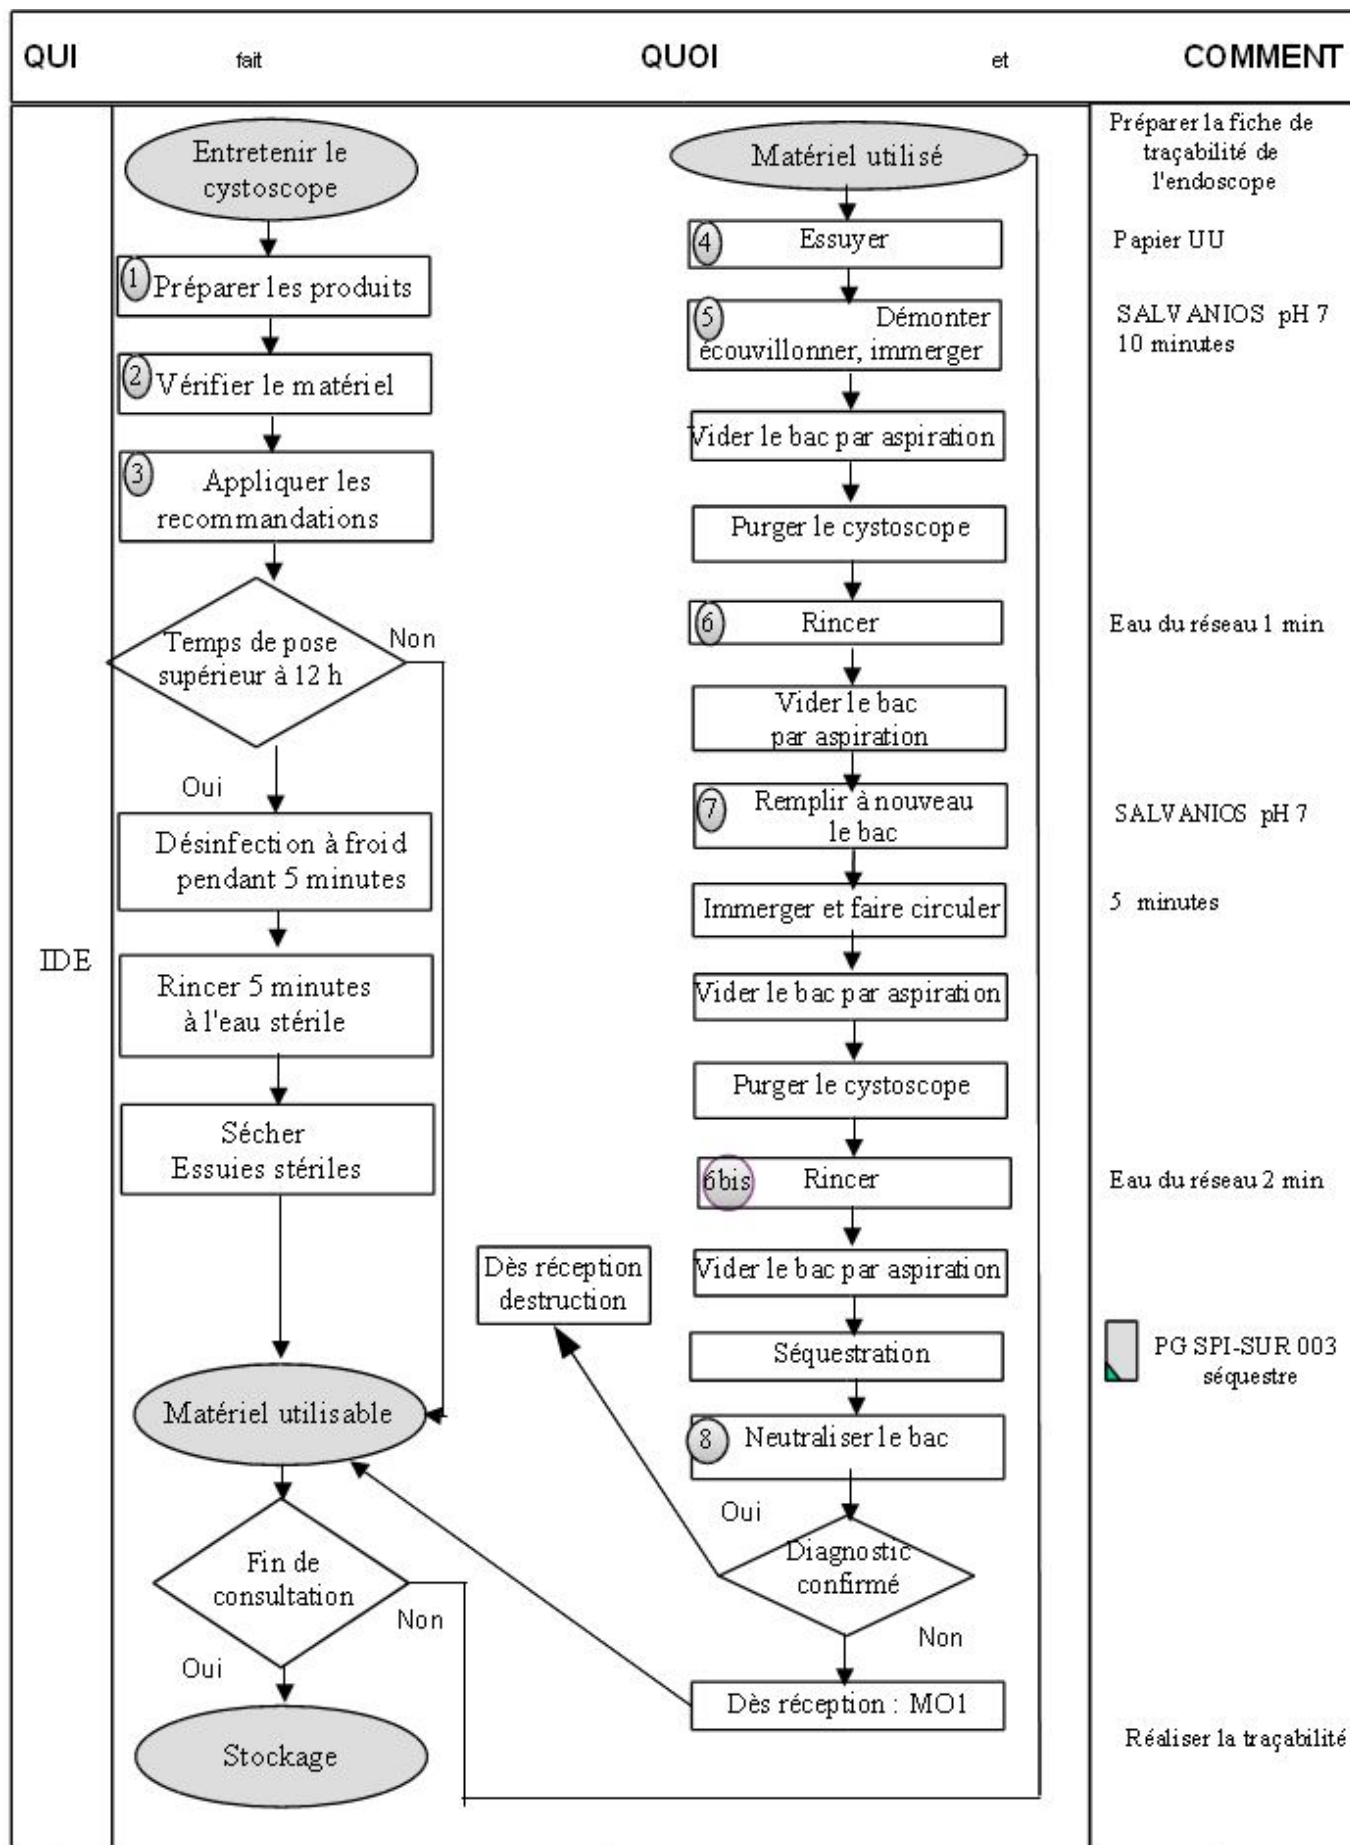 QUI fait QUOI et COMMENT
IDE
Entretenir le
cystoscope
1 Préparer les produits
2 Vérifier le matériel
3 Appliquer les
recommandations
Temps de pose
supérieur à 12 h
Non
Oui
Désinfection à froid
pendant 5 minutes
Rincer 5 minutes
à l'eau stérile
Sécher
Essuies stériles
Matériel utilisable
Fin de
consultation
Non
Oui
Stockage
Matériel utilisé
4 Essuyer
5 Démonter
écouvillonner, immerger
Vider le bac par aspiration
Purger le cystoscope
6 Rincer
Vider le bac
par aspiration
7 Remplir à nouveau
le bac
Immerger et faire circuler
Vider le bac par aspiration
Purger le cystoscope
6bis Rincer
Vider le bac par aspiration
Séquestration
8 Neutraliser le bac
Oui
Diagnostic
confirmé
Non
Dès réception
destruction
Dès réception : MO1
Préparer la fiche de
traçabilité de
l'endoscope
Papier UU
SALVANIOS pH 7
10 minutes
Eau du réseau 1 min
SALVANIOS pH 7
5 minutes
Eau du réseau 2 min
PG SPI-SUR 003
séquestre
Réaliser la traçabilité